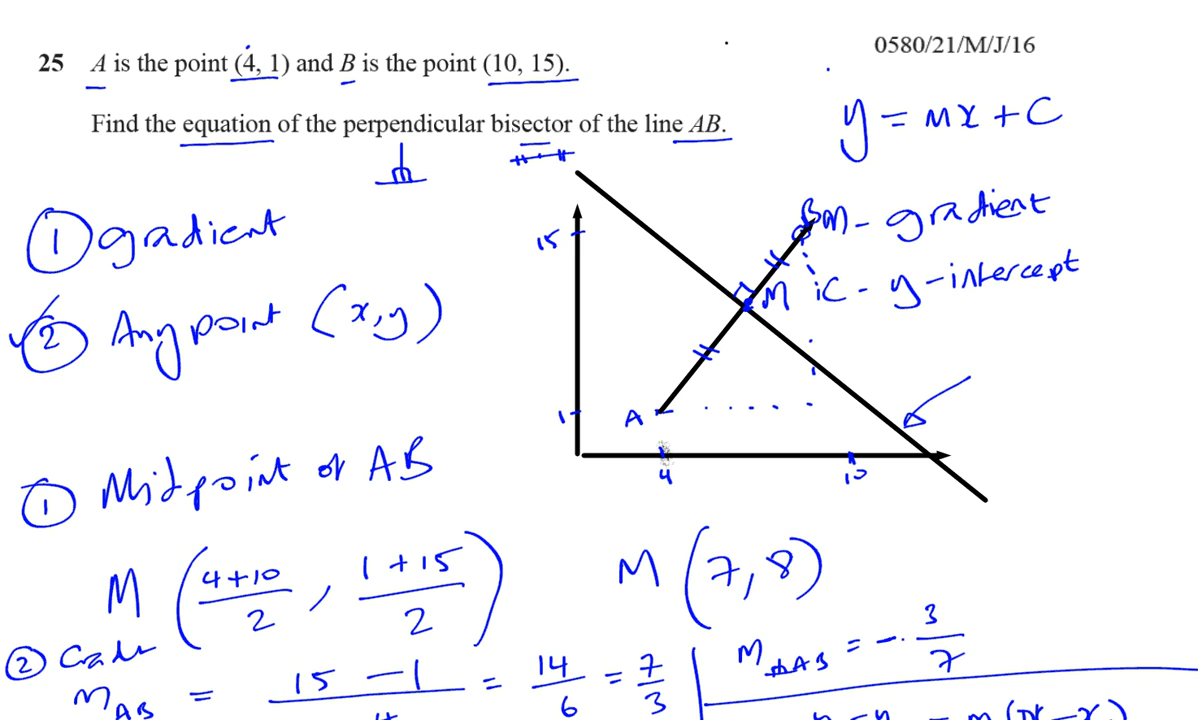 0580/21/M/J/16
25 A is the point (4, 1) and B is the point (10, 15).
Find the equation of the perpendicular bisector of the line AB.
y = mx + C
① gradient
② Any point (x,y)
m - gradient
C - y-intercept
15
B
M
1
A
4
10
① Midpoint of AB
M (4+10/2 , 1+15/2)
M (7, 8)
②
m AB = 15 - 1 = 14/6 = 7/3
= - 3/7